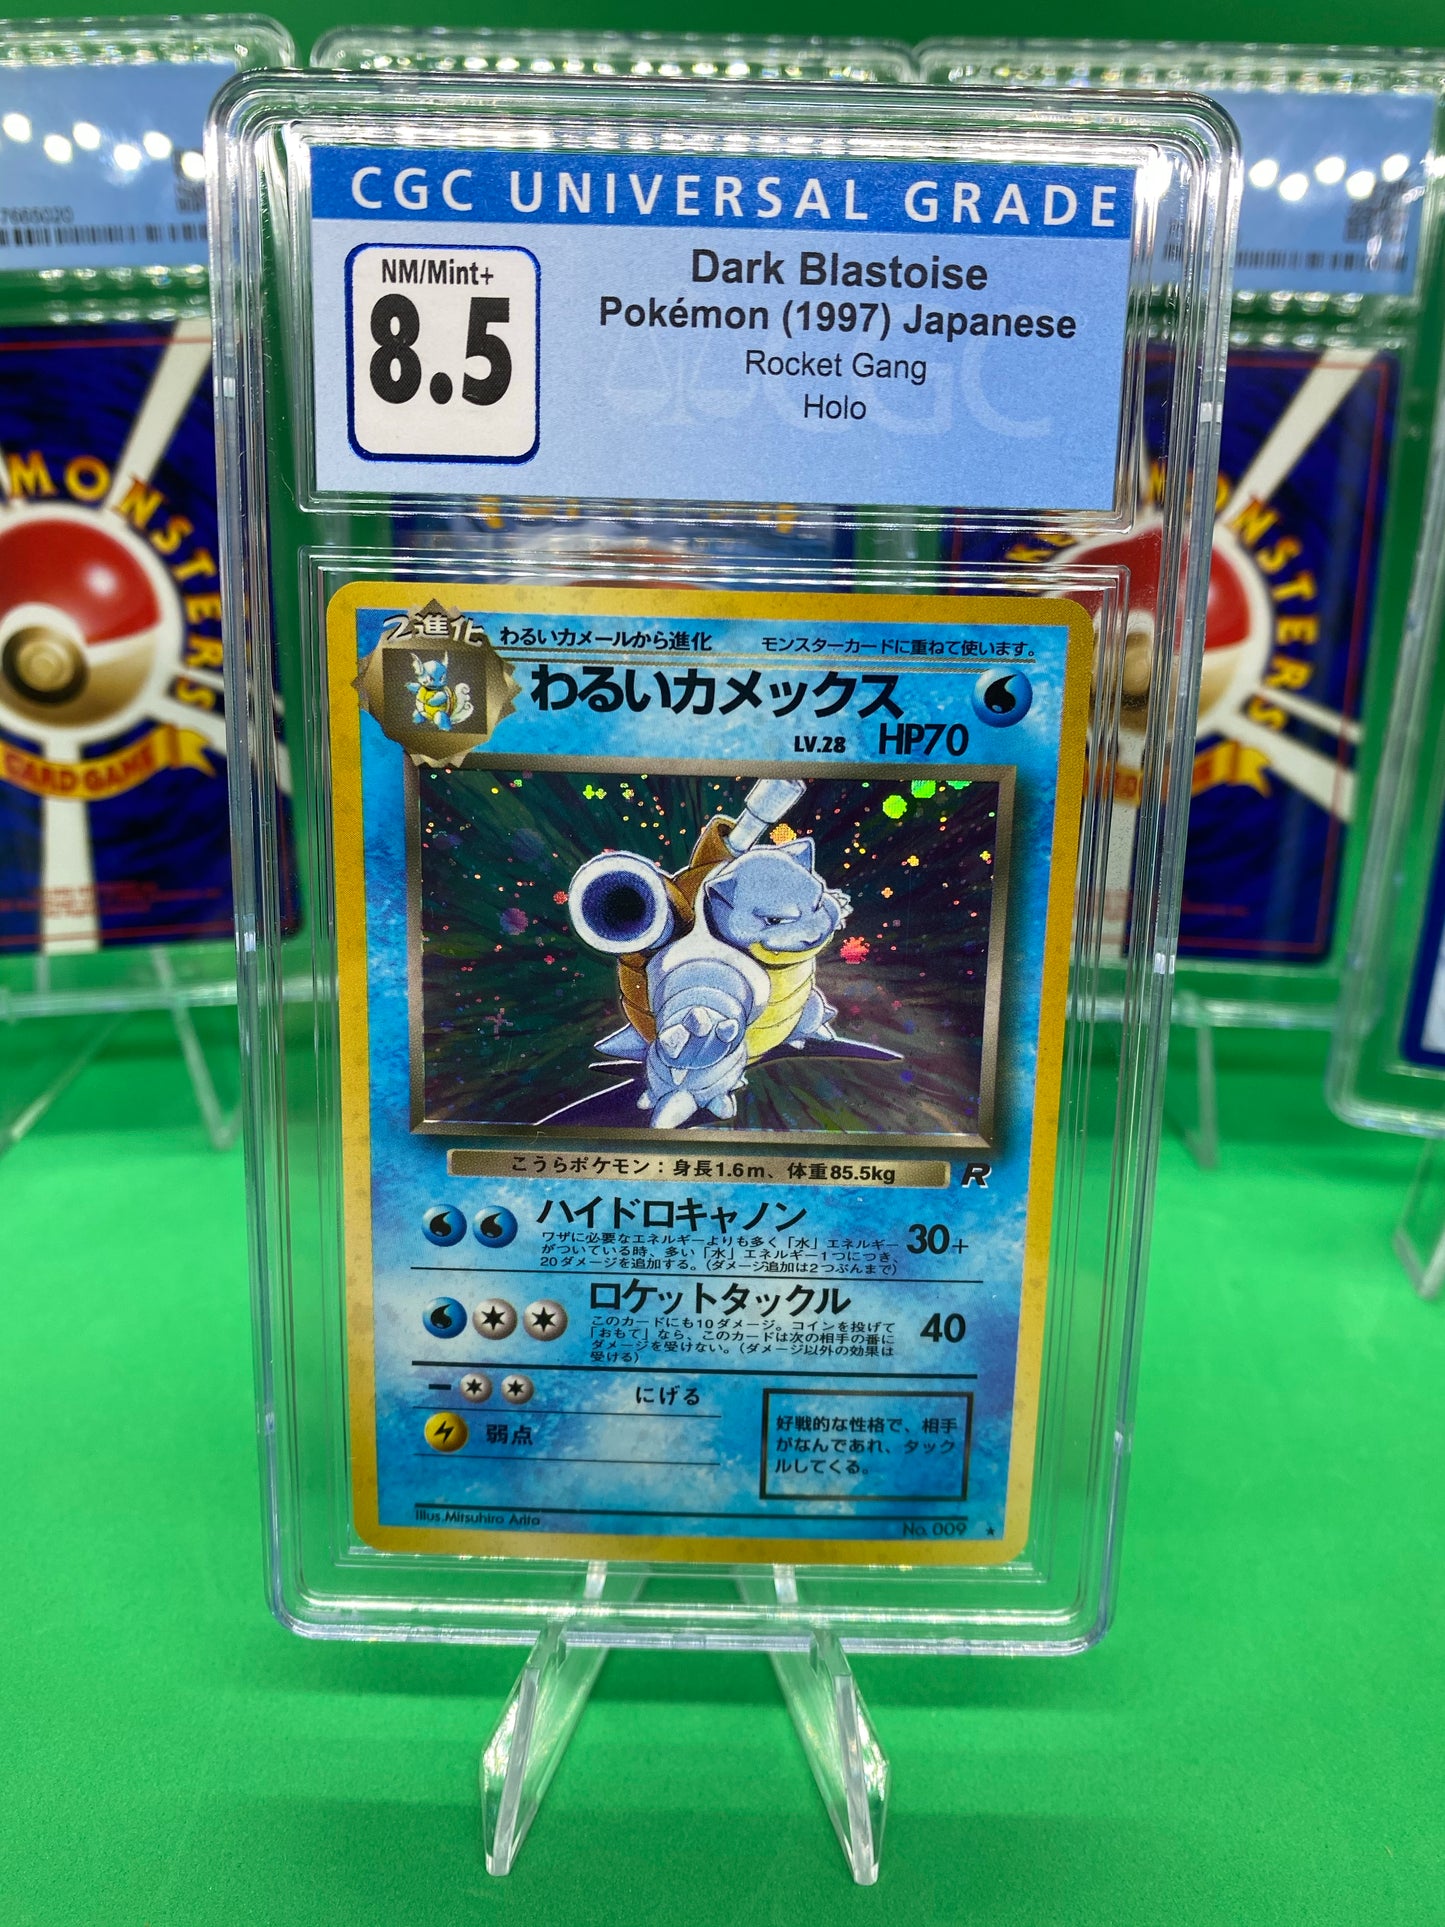 CGC UNIVERSAL GRADE
NM/Mint+
8.5
Dark Blastoise
Pokémon (1997) Japanese
Rocket Gang
Holo
CGC
7665020
MONSTERS
CARD GAME
MONSTERS
2進化
わるいカメールから進化
モンスターカードに重ねて使います。
わるいカメックス
LV.28 HP70
こうらポケモン：身長1.6m、体重85.5kg
R
ハイドロキャノン
30+
ワザに必要なエネルギーよりも多く「水」エネルギー
がついている時、多い「水」エネルギー1つにつき、
20ダメージを追加する。（ダメージ追加は2つぶんまで）
ロケットタックル
40
このカードにも10ダメージ。コインを投げて
「おもて」なら、このカードは次の相手の番に
ダメージを受けない。（ダメージ以外の効果は
受ける）
にげる
弱点
好戦的な性格で、相手
がなんであれ、タック
ルしてくる。
Illus.Mitsuhiro Arita
No.009 ★